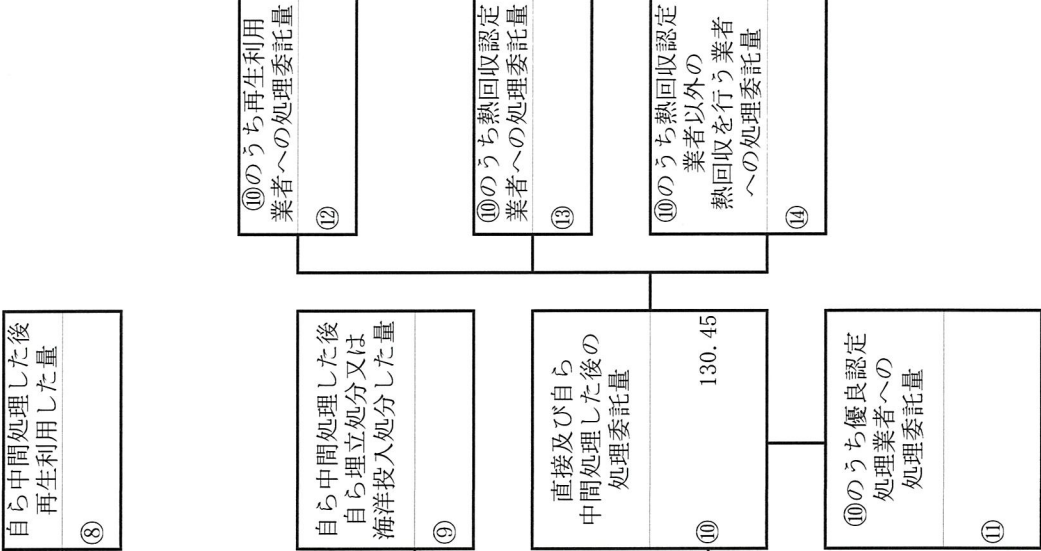 自ら中間処理した後
再生利用した量
⑧
自ら中間処理した後
自ら埋立処分又は
海洋投入処分した量
⑨
直接及び自ら
中間処理した後の
処理委託量
⑩
130.45
⑩のうち優良認定
処理業者への
処理委託量
⑪
⑩のうち再生利用
業者への処理委託量
⑫
⑩のうち熱回収認定
業者への処理委託量
⑬
⑩のうち熱回収認定
業者以外の
熱回収を行う業者
への処理委託量
⑭